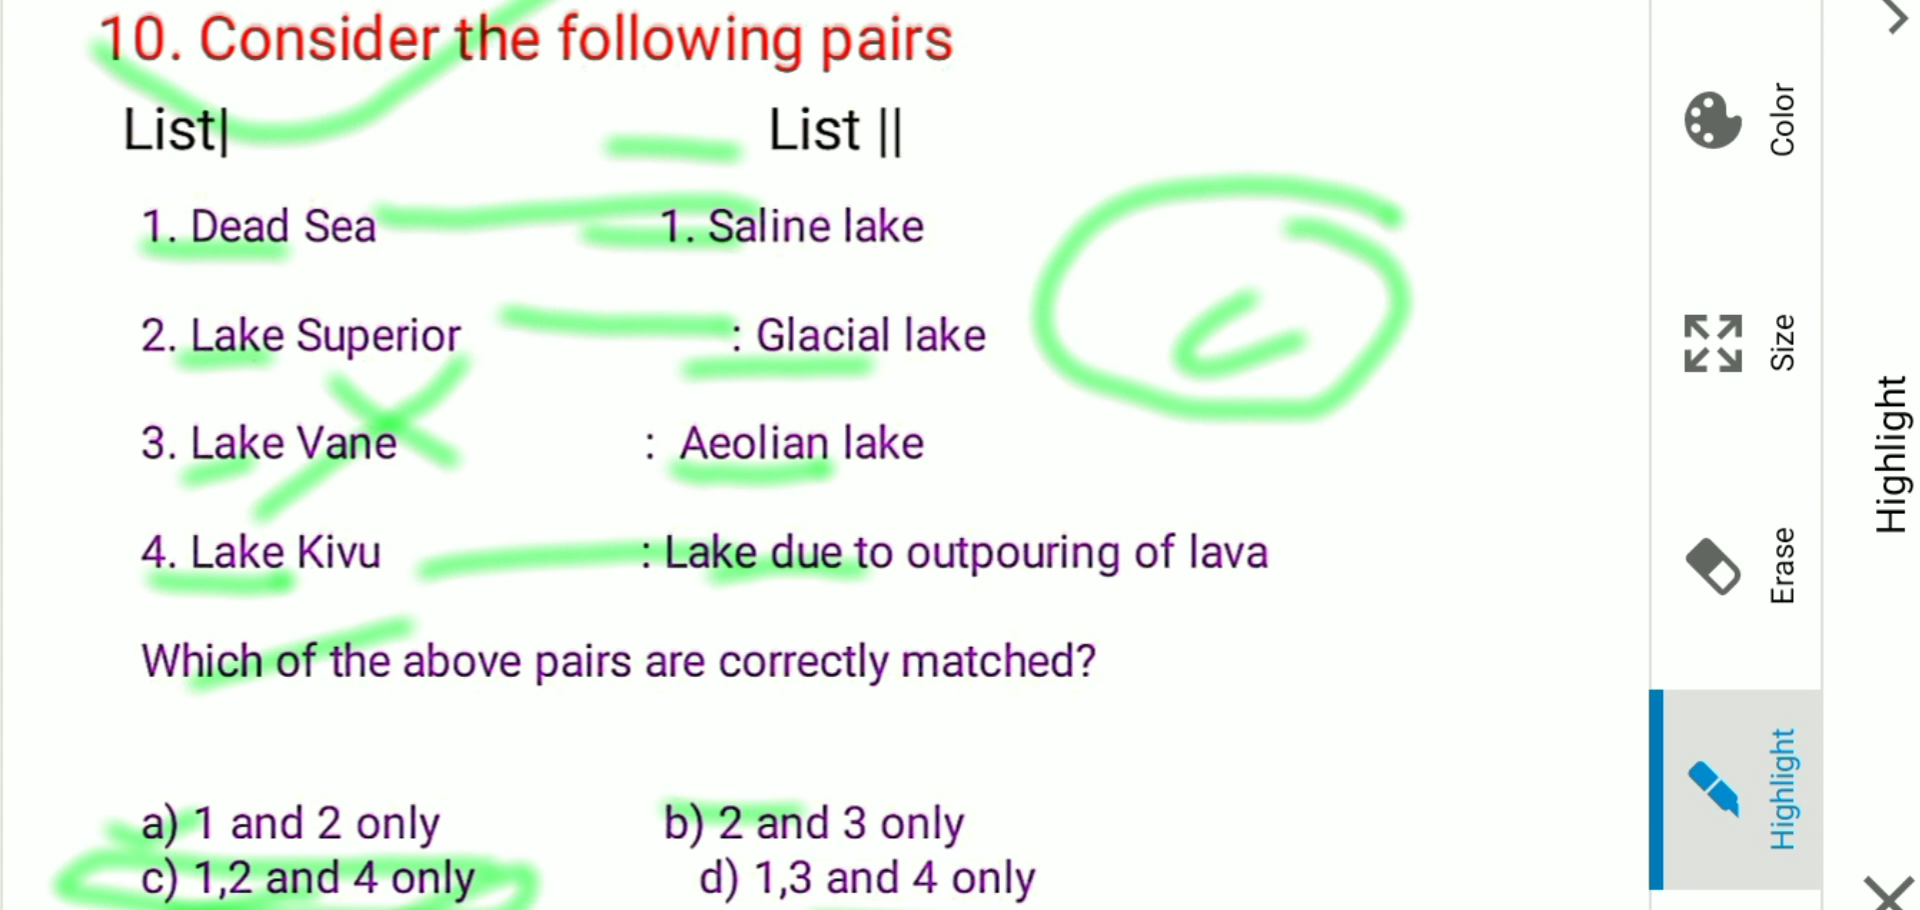 10. Consider the following pairs
List| List ||
1. Dead Sea 1. Saline lake
2. Lake Superior : Glacial lake
3. Lake Vane : Aeolian lake
4. Lake Kivu : Lake due to outpouring of lava
Which of the above pairs are correctly matched?
a) 1 and 2 only b) 2 and 3 only
c) 1,2 and 4 only d) 1,3 and 4 only
Color
Size
Erase
Highlight
Highlight